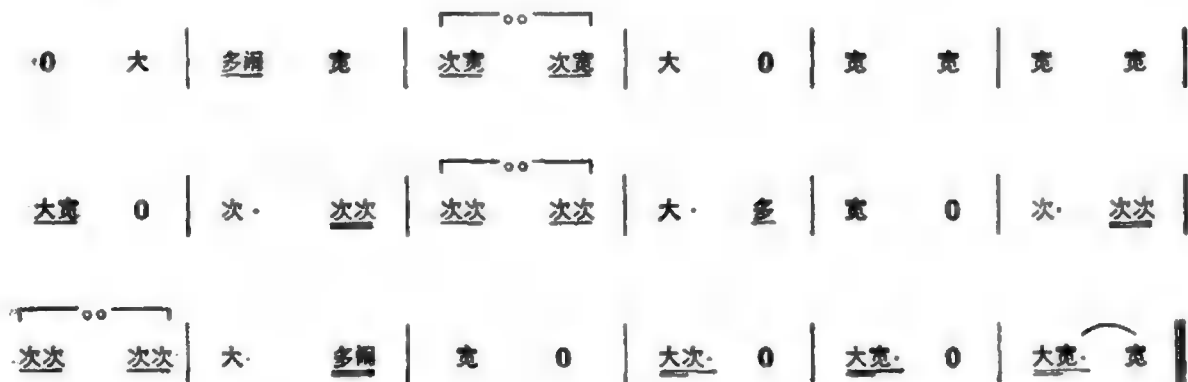 0 大 | 多闹 宽 | 次宽 次宽 | 大 0 | 宽 宽 | 宽 宽 |
大宽 0 | 次· 次次 | 次次 次次 | 大· 多 | 宽 0 | 次· 次次 |
次次 次次 | 大· 多闹 | 宽 0 | 大次· 0 | 大宽· 0 | 大宽· 宽 ‖